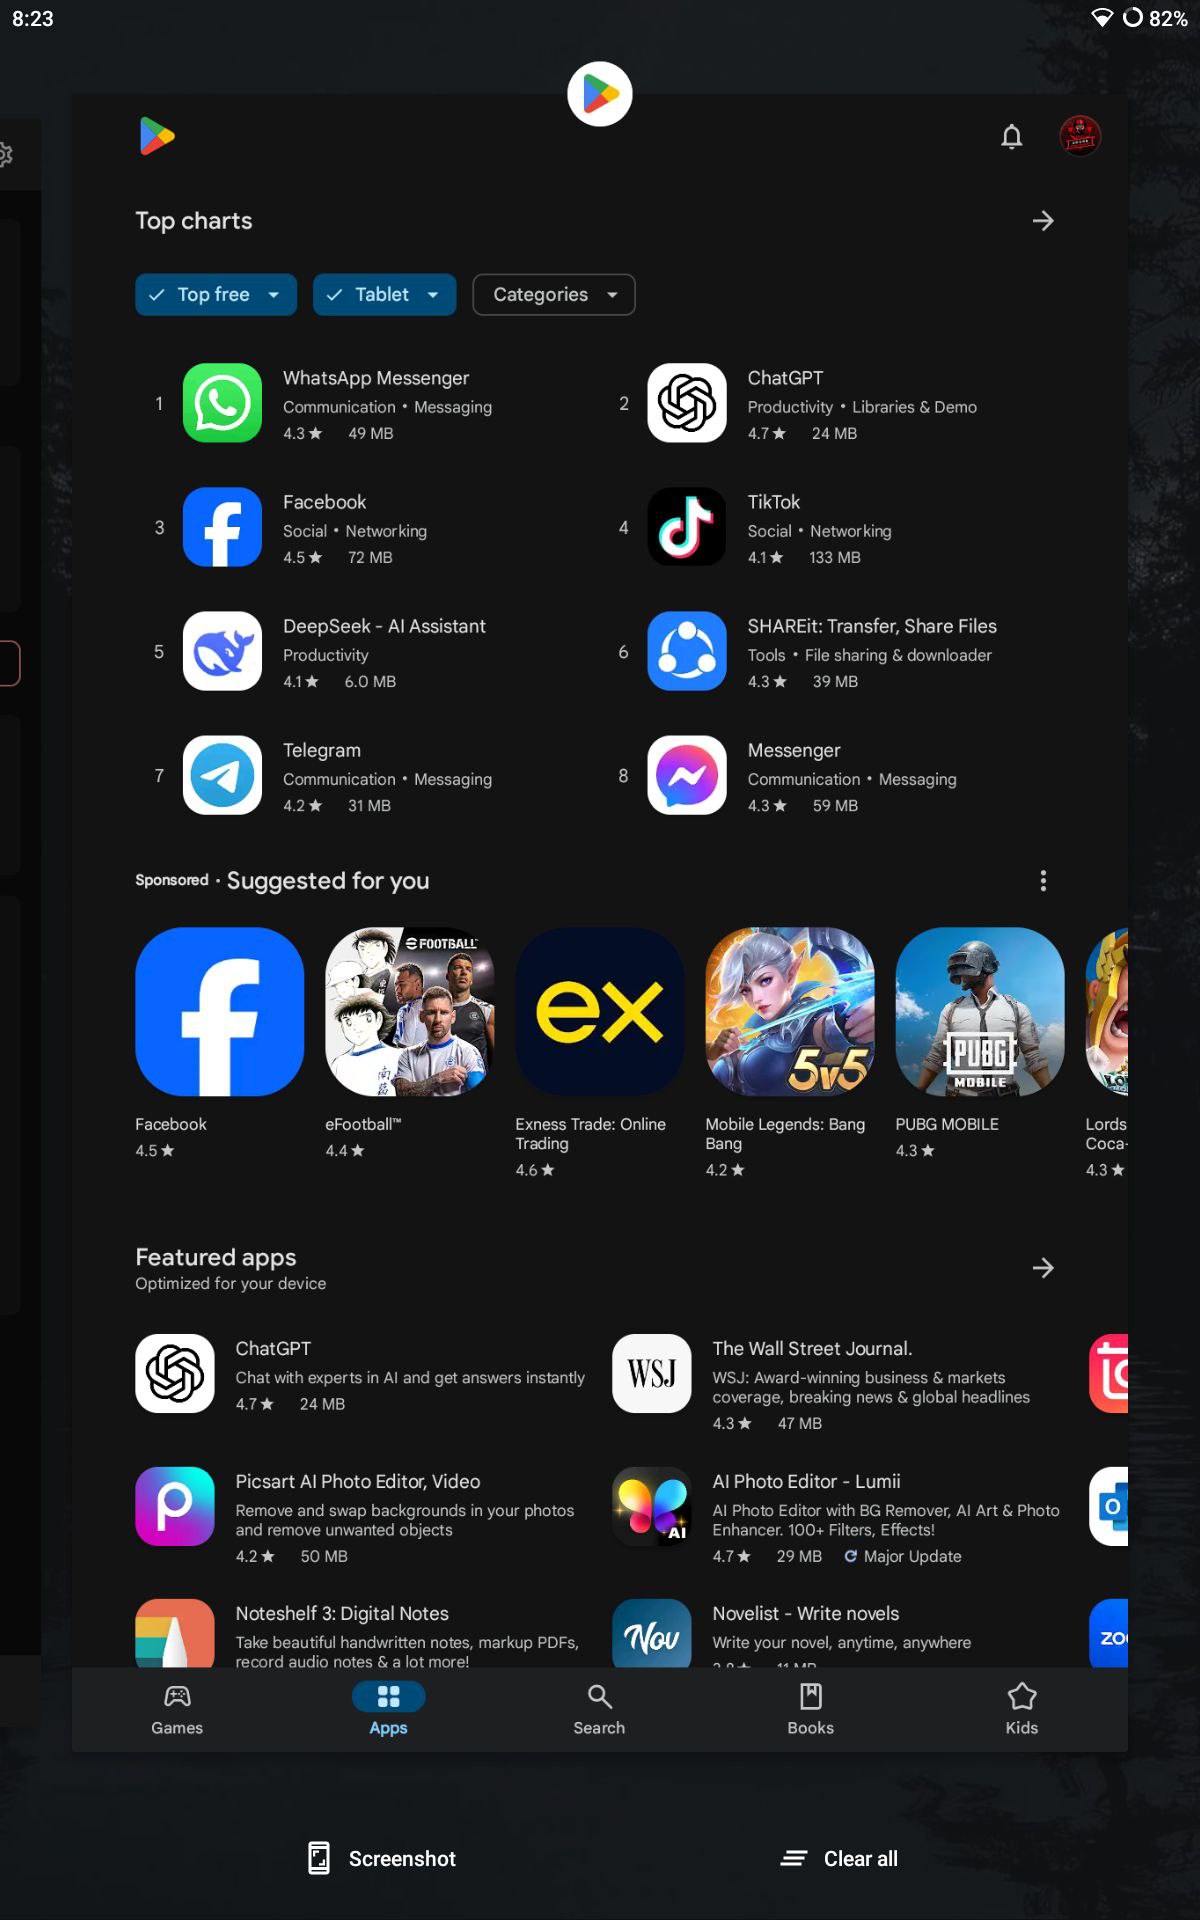 8:23
82%
Top charts
Top free
Tablet
Categories
1
WhatsApp Messenger
Communication • Messaging
4.3★ 49 MB
2
ChatGPT
Productivity • Libraries & Demo
4.7★ 24 MB
3
Facebook
Social • Networking
4.5★ 72 MB
4
TikTok
Social • Networking
4.1★ 133 MB
5
DeepSeek - AI Assistant
Productivity
4.1★ 6.0 MB
6
SHAREit: Transfer, Share Files
Tools • File sharing & downloader
4.3★ 39 MB
7
Telegram
Communication • Messaging
4.2★ 31 MB
8
Messenger
Communication • Messaging
4.3★ 59 MB
Sponsored · Suggested for you
FOOTBALL
ex
5v5
PUBG
MOBILE
Facebook
4.5★
eFootball™
4.4★
Exness Trade: Online
Trading
4.6★
Mobile Legends: Bang
Bang
4.2★
PUBG MOBILE
4.3★
Lords
Coca-
4.3★
Featured apps
Optimized for your device
ChatGPT
Chat with experts in AI and get answers instantly
4.7★ 24 MB
WSJ
The Wall Street Journal.
WSJ: Award-winning business & markets
coverage, breaking news & global headlines
4.3★ 47 MB
Picsart AI Photo Editor, Video
Remove and swap backgrounds in your photos
and remove unwanted objects
4.2★ 50 MB
AI
AI Photo Editor - Lumii
AI Photo Editor with BG Remover, AI Art & Photo
Enhancer. 100+ Filters, Effects!
4.7★ 29 MB Major Update
Noteshelf 3: Digital Notes
Take beautiful handwritten notes, markup PDFs,
record audio notes & a lot more!
Nov
Novelist - Write novels
Write your novel, anytime, anywhere
zoo
Games
Apps
Search
Books
Kids
Screenshot
Clear all